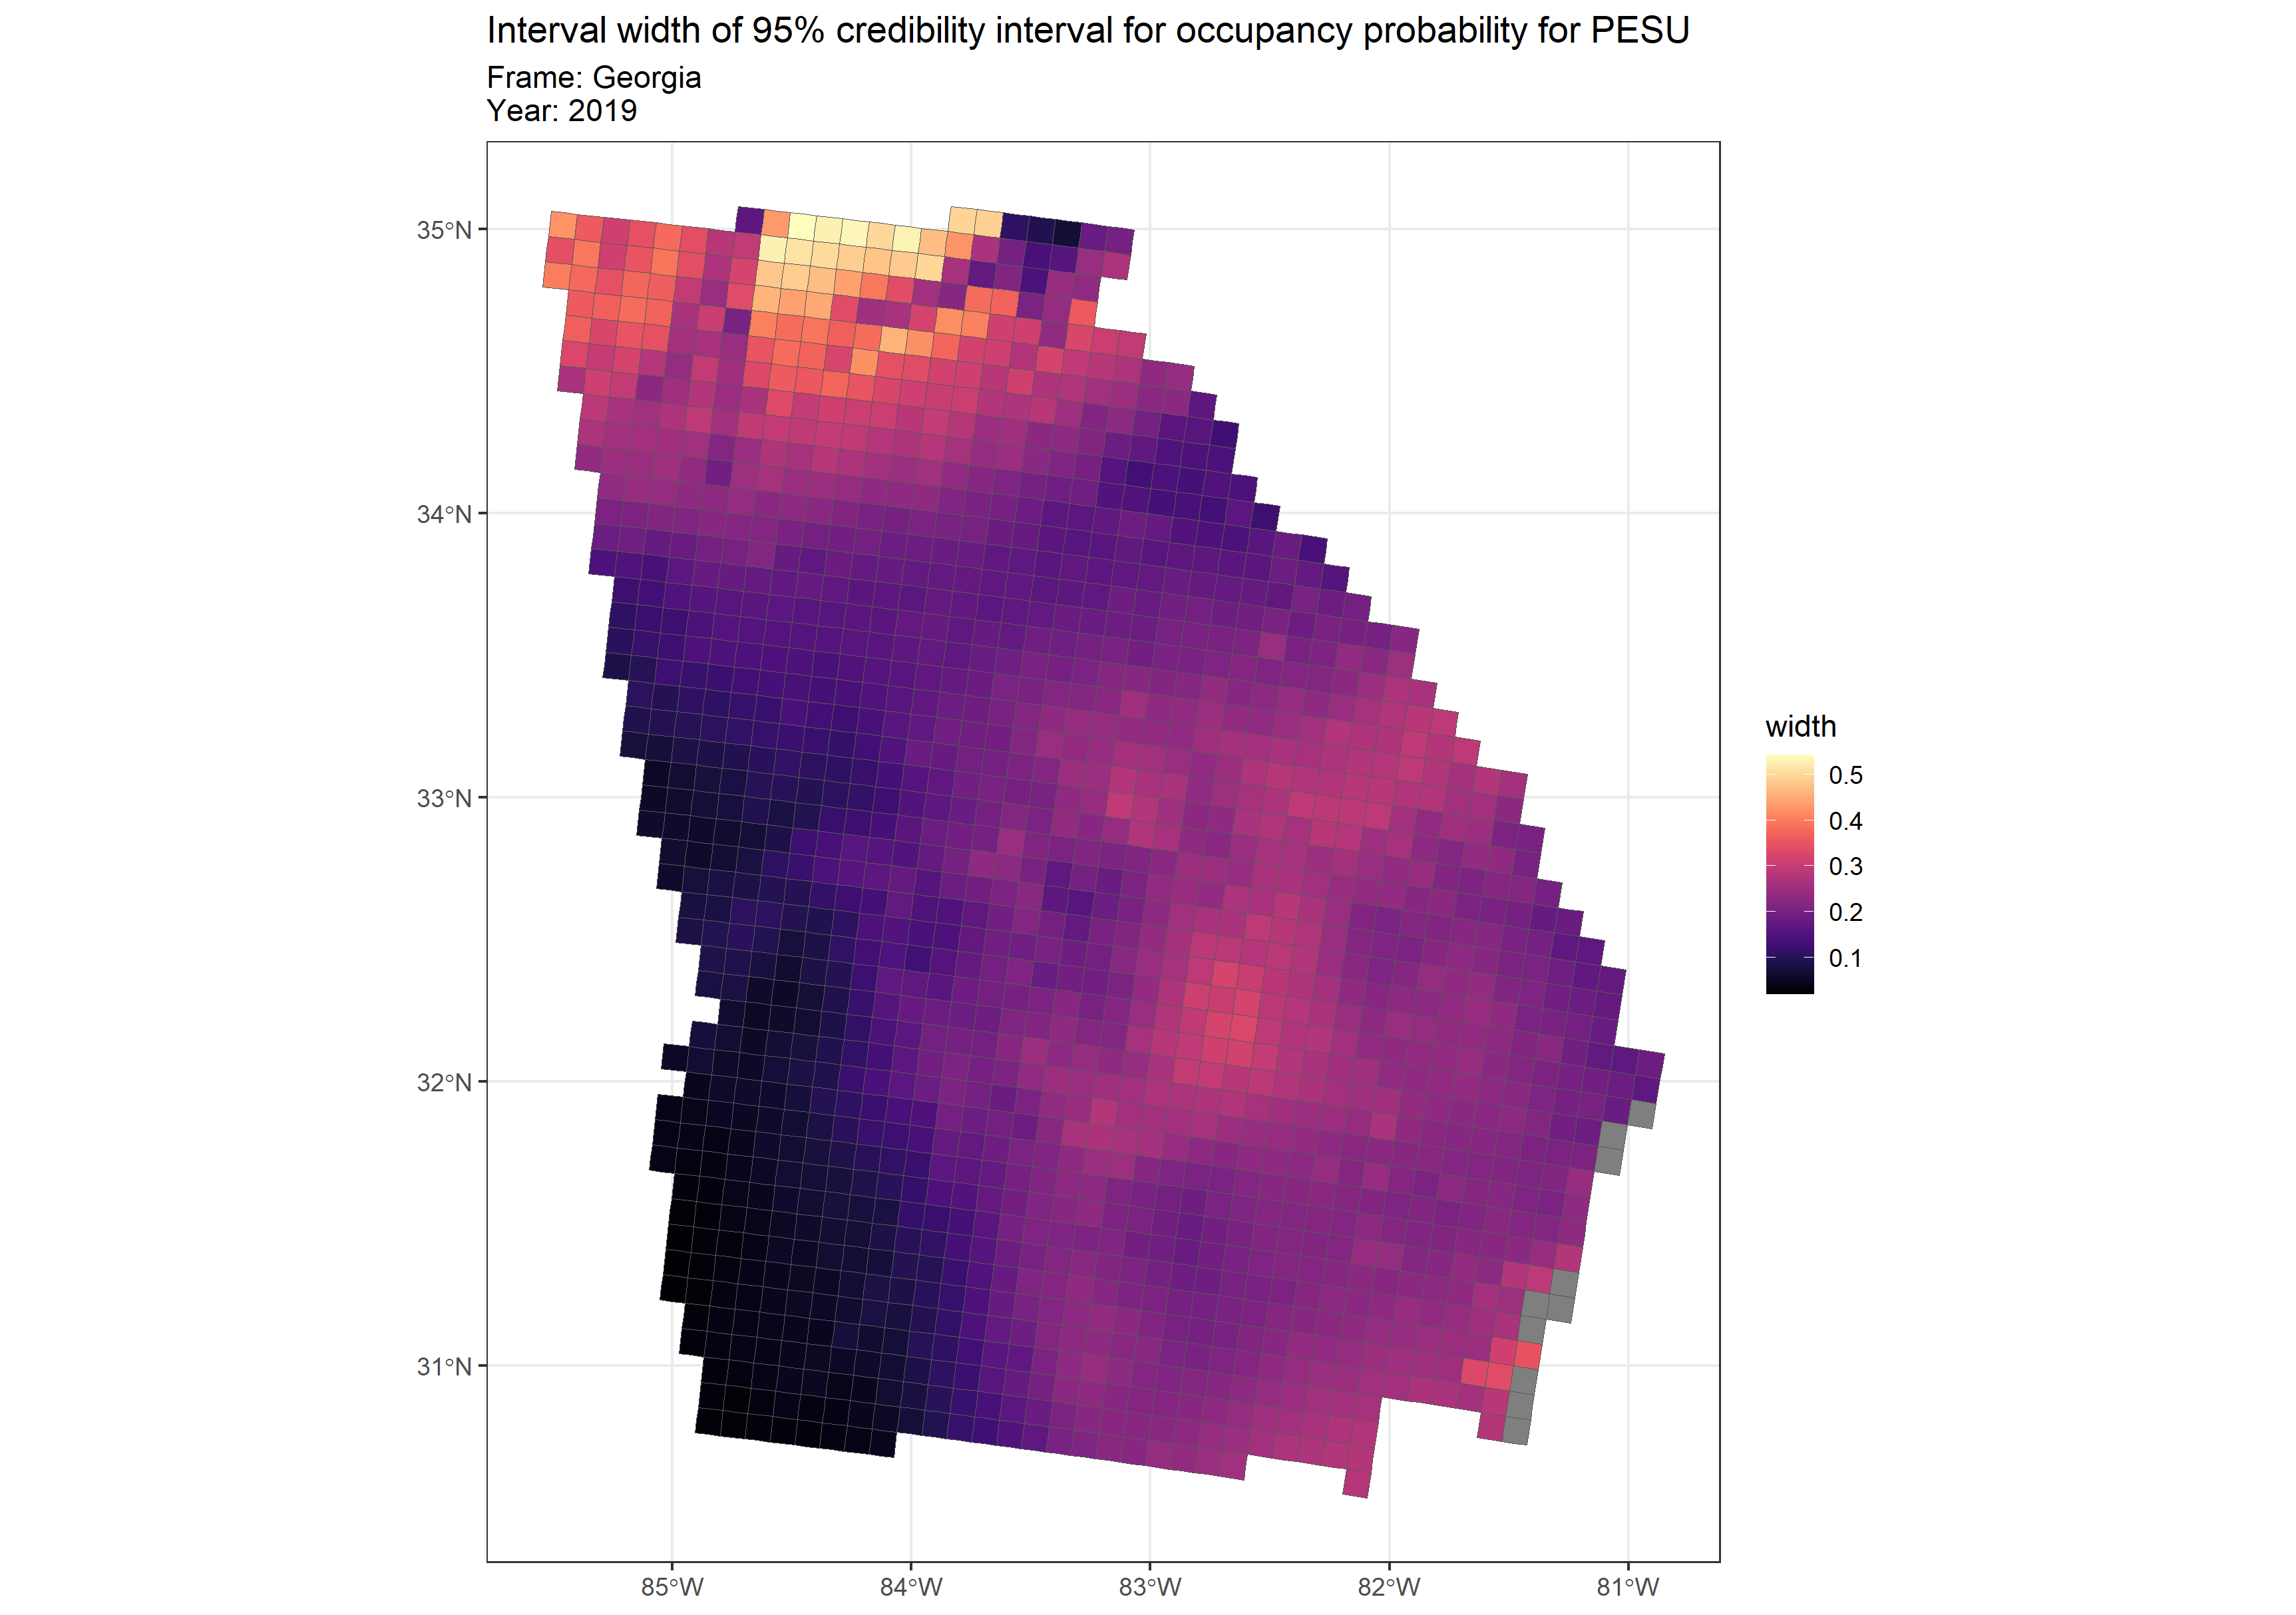 Interval width of 95% credibility interval for occupancy probability for PESU
Frame: Georgia
Year: 2019
35°N
34°N
33°N
32°N
31°N
85°W
84°W
83°W
82°W
81°W
width
0.5
0.4
0.3
0.2
0.1